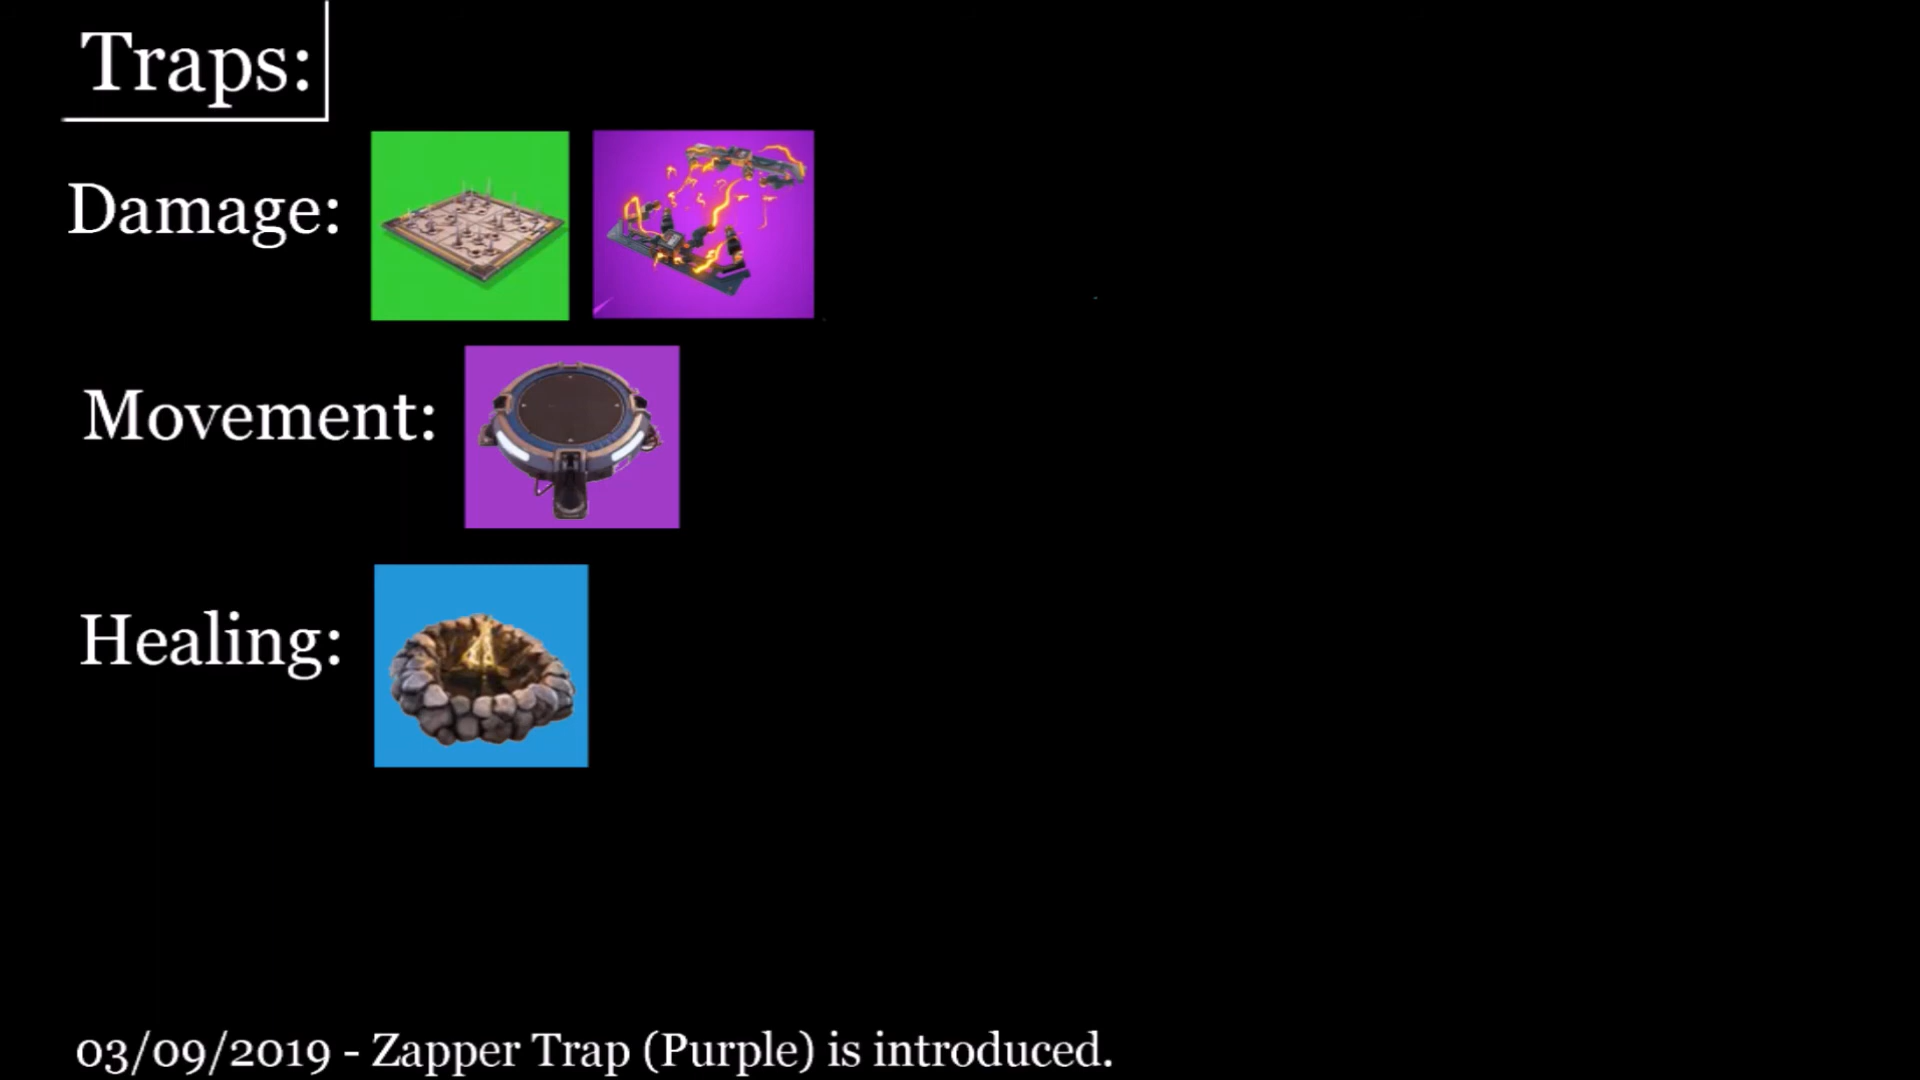 Traps:
Damage:
Movement:
Healing:
03/09/2019 - Zapper Trap (Purple) is introduced.